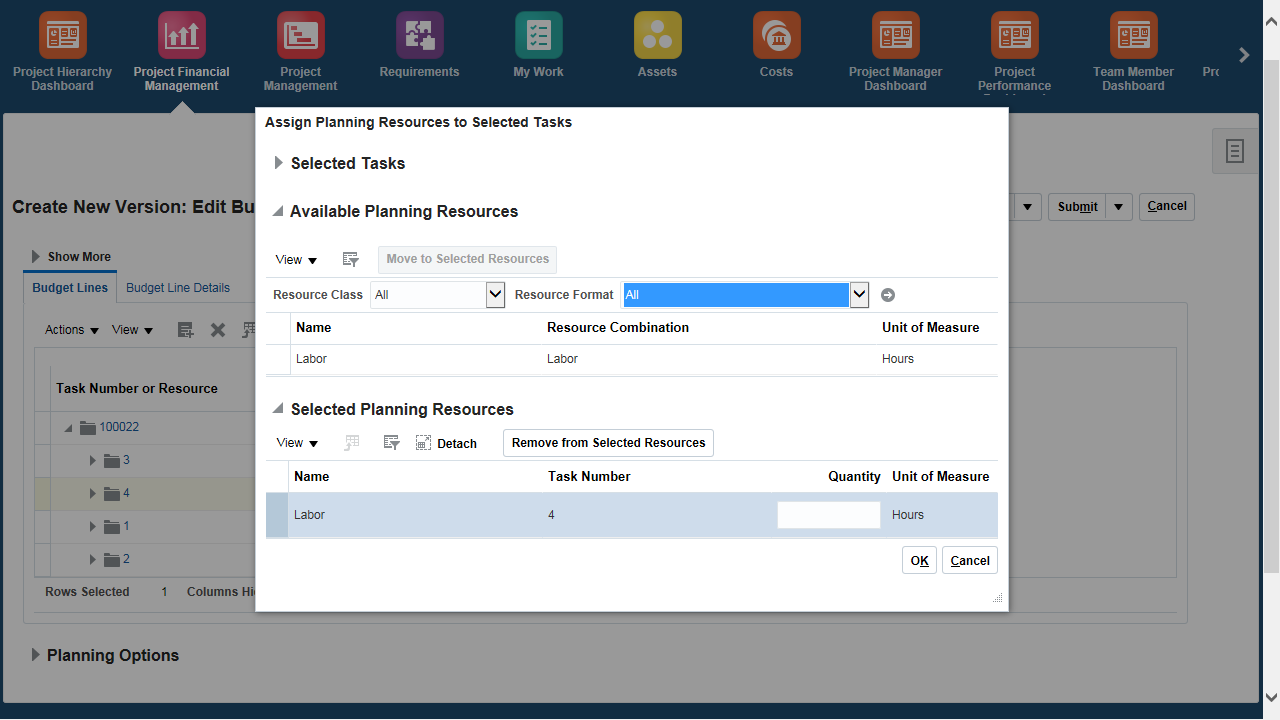 Project Hierarchy
Dashboard
Project Financial
Management
Project
Management
Requirements
My Work
Assets
Costs
Project Manager
Dashboard
Project
Performance
Team Member
Dashboard
Assign Planning Resources to Selected Tasks
Selected Tasks
Create New Version: Edit Bu
Submit
Cancel
Available Planning Resources
Show More
View
Move to Selected Resources
Budget Lines
Budget Line Details
Resource Class
All
Resource Format
All
Actions
View
Name
Resource Combination
Unit of Measure
Labor
Labor
Hours
Task Number or Resource
Selected Planning Resources
100022
View
Detach
Remove from Selected Resources
3
Name
Task Number
Quantity
Unit of Measure
4
Labor
4
Hours
1
2
OK
Cancel
Rows Selected 1 Columns Hi
Planning Options